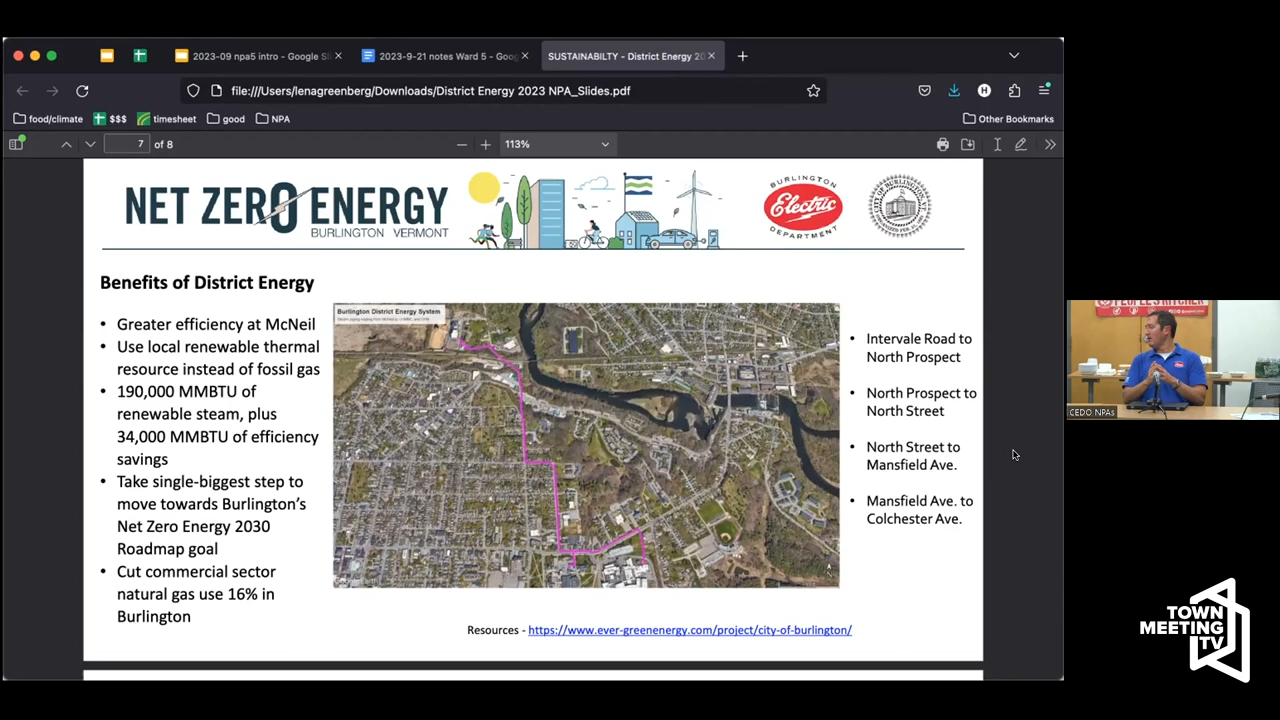 2023-09 npa5 intro - Google Sl
2023-9-21 notes Ward 5 - Goog
SUSTAINABILTY - District Energy 20
file:///Users/lenagreenberg/Downloads/District Energy 2023 NPA_Slides.pdf
food/climate
$$$
timesheet
good
NPA
Other Bookmarks
7 of 8
113%
NET ZERO ENERGY
BURLINGTON VERMONT
BURLINGTON
Electric
DEPARTMENT
Benefits of District Energy
• Greater efficiency at McNeil
• Use local renewable thermal
resource instead of fossil gas
• 190,000 MMBTU of
renewable steam, plus
34,000 MMBTU of efficiency
savings
• Take single-biggest step to
move towards Burlington's
Net Zero Energy 2030
Roadmap goal
• Cut commercial sector
natural gas use 16% in
Burlington
Burlington District Energy System
• Intervale Road to
North Prospect
• North Prospect to
North Street
• North Street to
Mansfield Ave.
• Mansfield Ave. to
Colchester Ave.
Resources - https://www.ever-greenenergy.com/project/city-of-burlington/
PEOPLE'S KITCHEN
CEDO NPAs
TOWN
MEETING
TV